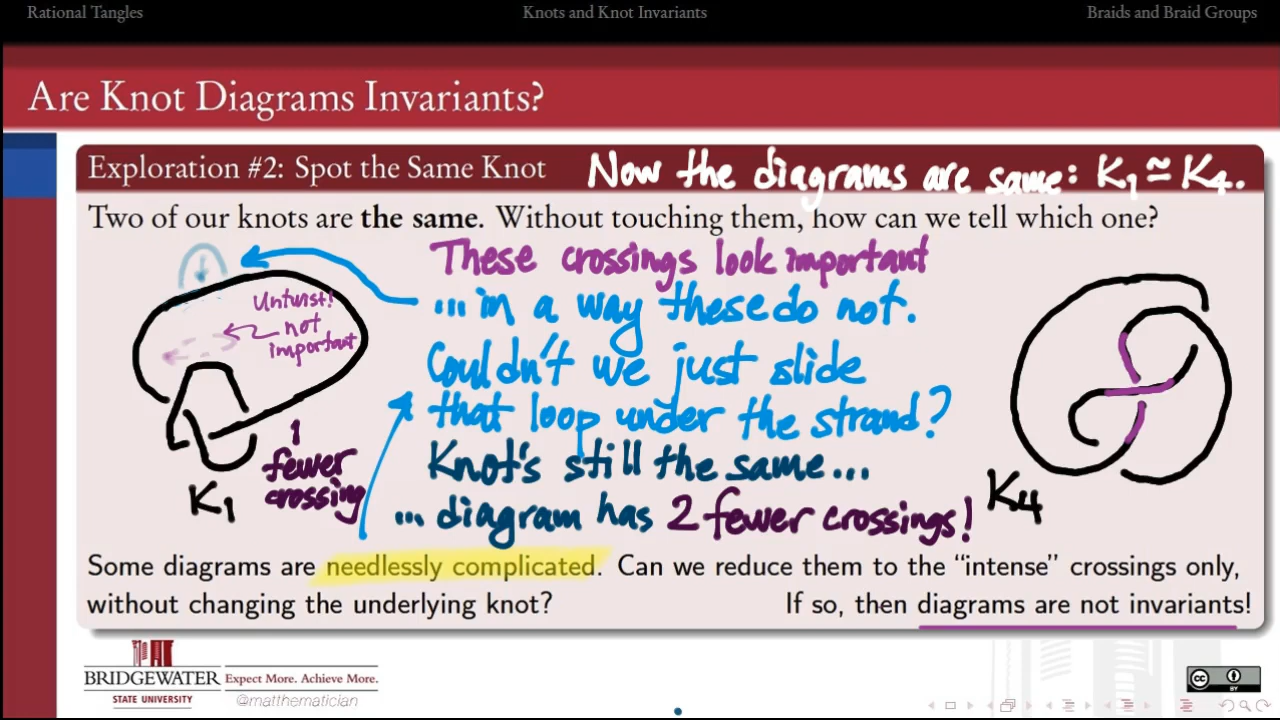 Rational Tangles Knots and Knot Invariants Braids and Braid Groups
Are Knot Diagrams Invariants?
Exploration #2: Spot the Same Knot
Now the diagrams are same: K₁ ≅ K₄.
Two of our knots are the same. Without touching them, how can we tell which one?
These crossings look important
...in a way these do not.
Couldn't we just slide
that loop under the strand?
Knot's still the same...
...diagram has 2 fewer crossings!
Untwist!
not
important
1
fewer
crossing
K₁
K₄
Some diagrams are needlessly complicated. Can we reduce them to the “intense” crossings only,
without changing the underlying knot? If so, then diagrams are not invariants!
BRIDGEWATER
STATE UNIVERSITY
Expect More. Achieve More.
@matthematician
CC
BY